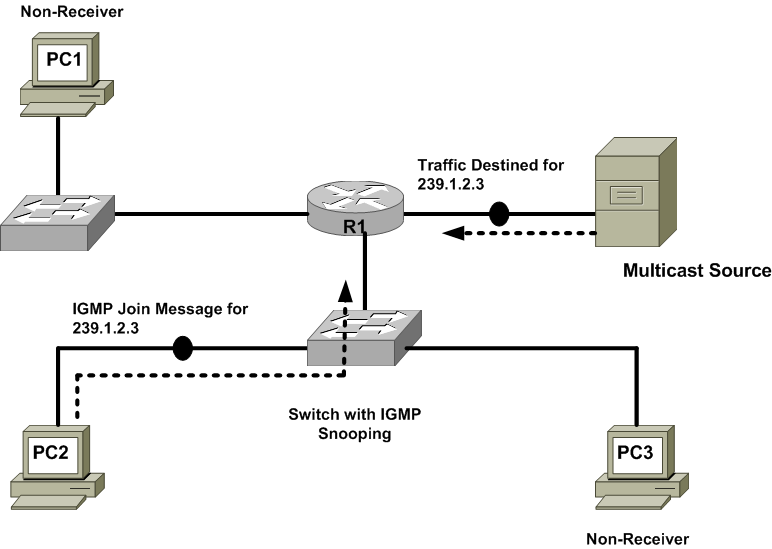 Non-Receiver
PC1
Traffic Destined for
239.1.2.3
R1
Multicast Source
IGMP Join Message for
239.1.2.3
Switch with IGMP
Snooping
PC2
PC3
Non-Receiver